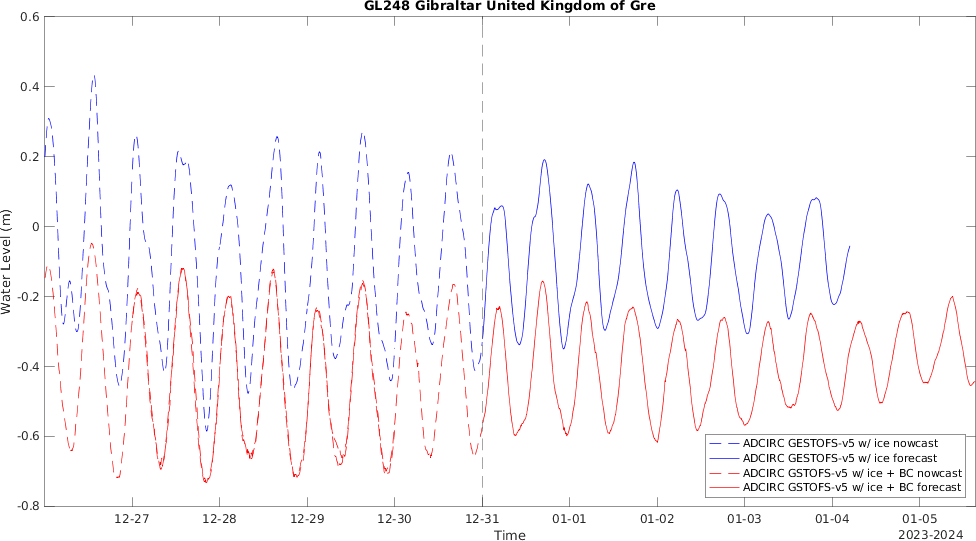 GL248 Gibraltar United Kingdom of Gre
0.6
0.4
0.2
0
-0.2
-0.4
-0.6
-0.8
Water Level (m)
12-27 12-28 12-29 12-30 12-31 01-01 01-02 01-03 01-04 01-05
Time
2023-2024
ADCIRC GESTOFS-v5 w/ ice nowcast
ADCIRC GESTOFS-v5 w/ ice forecast
ADCIRC GSTOFS-v5 w/ ice + BC nowcast
ADCIRC GSTOFS-v5 w/ ice + BC forecast